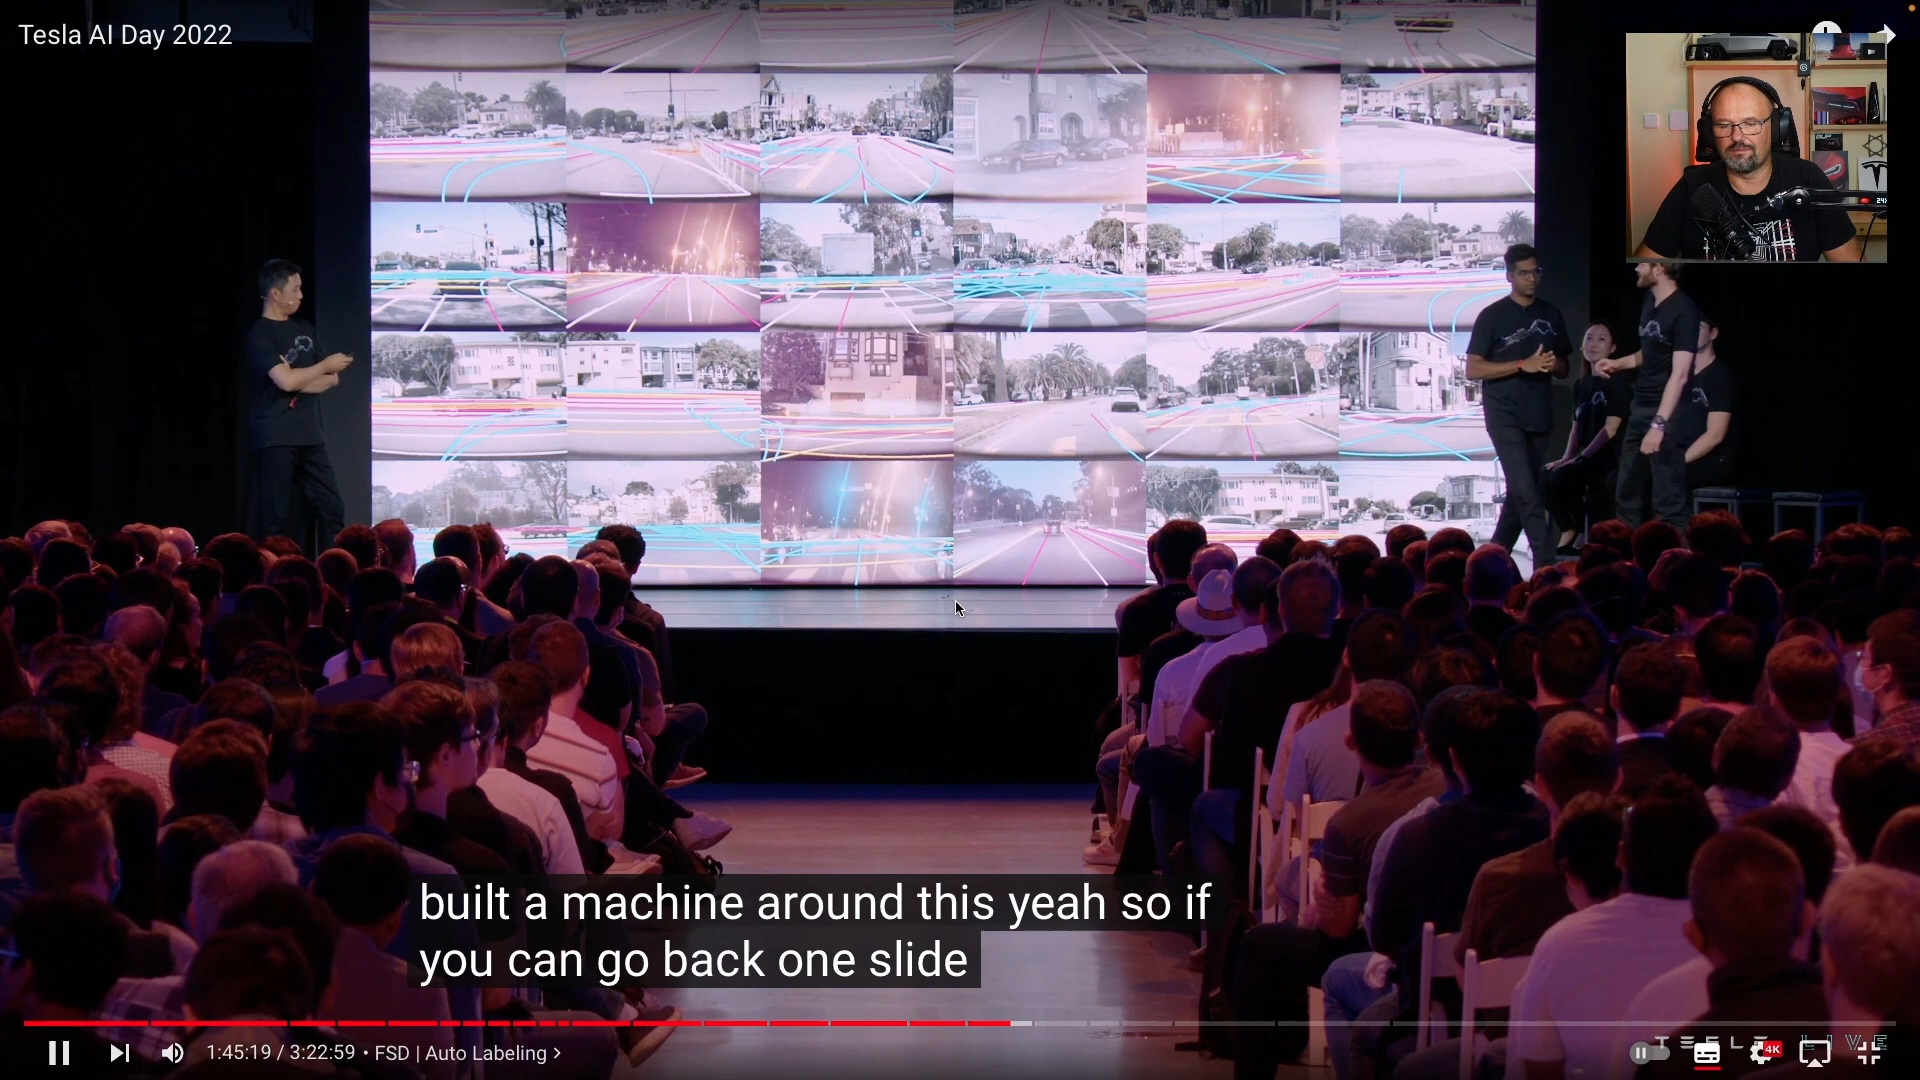 Tesla AI Day 2022
built a machine around this yeah so if
you can go back one slide
1:45:19 / 3:22:59 • FSD | Auto Labeling >
4K